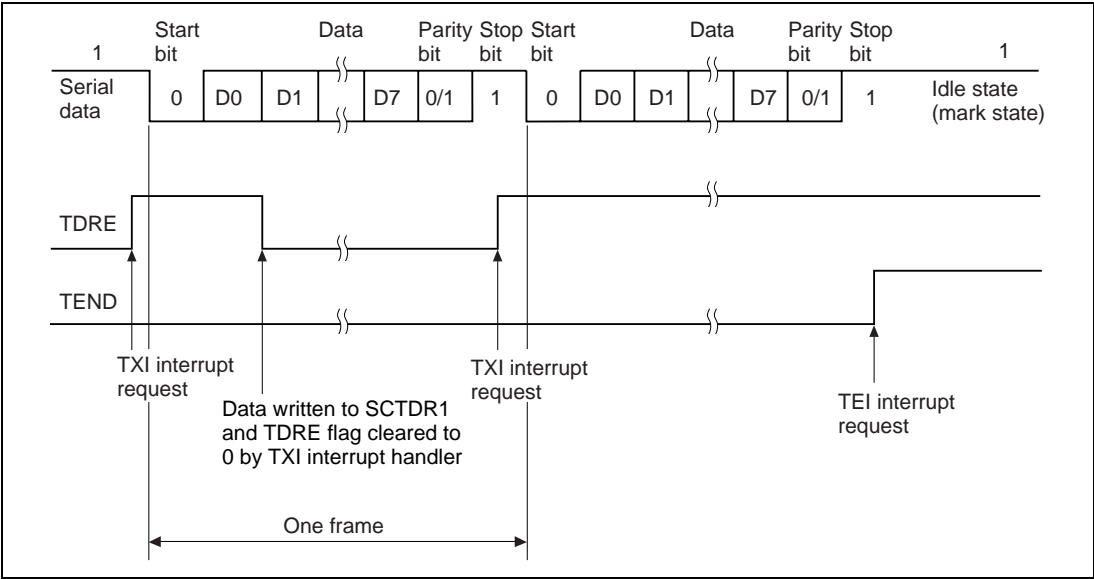 Start Data Parity Stop Start Data Parity Stop
1 bit bit bit bit bit bit 1
Serial data 0 D0 D1 D7 0/1 1 0 D0 D1 D7 0/1 1 Idle state (mark state)
TDRE
TEND
TXI interrupt request
TXI interrupt request
Data written to SCTDR1
and TDRE flag cleared to
0 by TXI interrupt handler
TEI interrupt
request
One frame